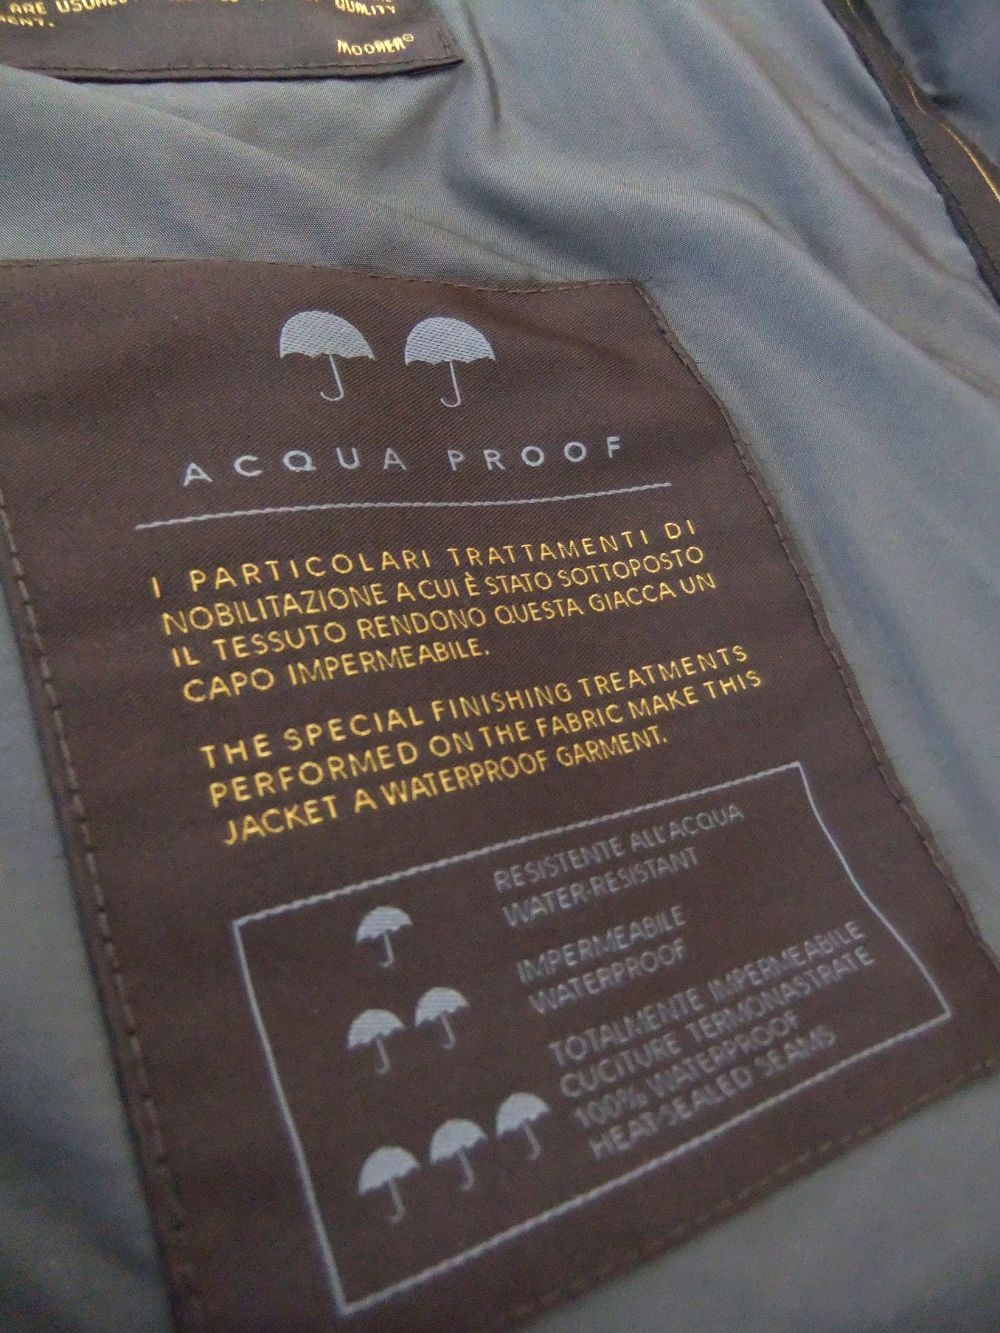 ARE USUALLY
QUALITY
MOORER®
ACQUA PROOF
I PARTICOLARI TRATTAMENTI DI
NOBILITAZIONE A CUI È STATO SOTTOPOSTO
IL TESSUTO RENDONO QUESTA GIACCA UN
CAPO IMPERMEABILE.
THE SPECIAL FINISHING TREATMENTS
PERFORMED ON THE FABRIC MAKE THIS
JACKET A WATERPROOF GARMENT.
RESISTENTE ALL'ACQUA
WATER-RESISTANT
IMPERMEABILE
WATERPROOF
TOTALMENTE IMPERMEABILE
CUCITURE TERMONASTRATE
100% WATERPROOF
HEAT-SEALED SEAMS